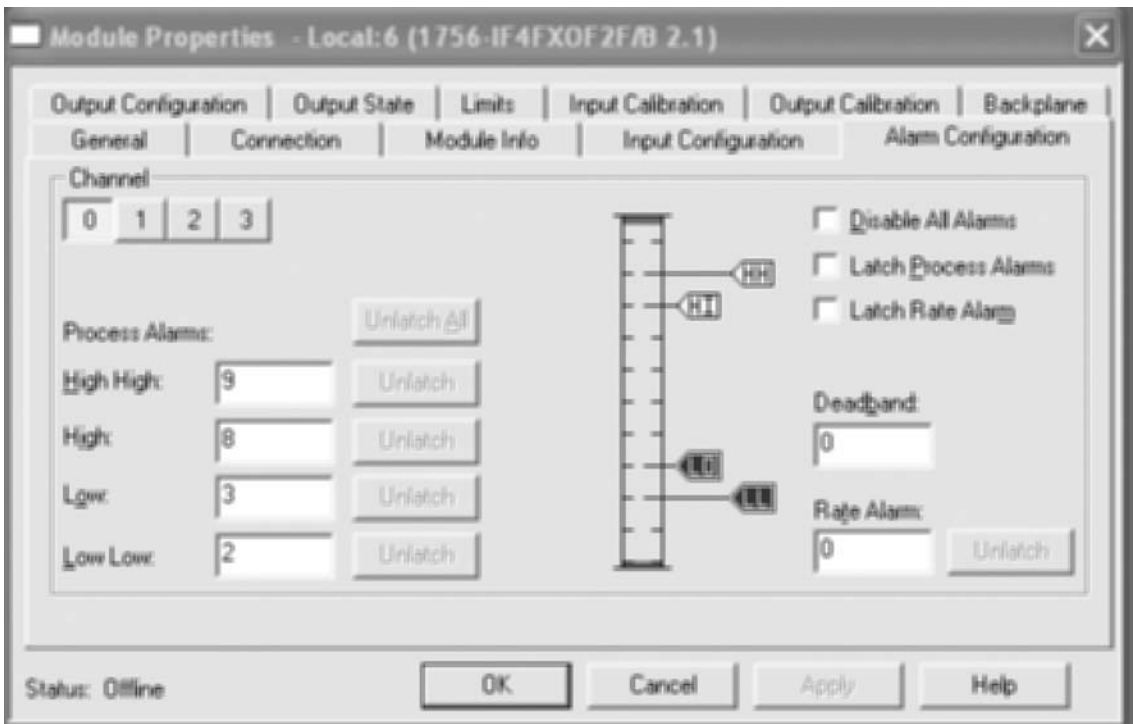 Module Properties - Local:6 (1756-IF4FXOF2F/B 2.1)
Output Configuration Output State Limits Input Calibration Output Calibration Backplane
General Connection Module Info Input Configuration Alarm Configuration
Channel
0 1 2 3
Disable All Alarms
Latch Process Alarms
Latch Rate Alarm
HH
HI
LO
LL
Process Alarms:
Unlatch All
High High: 9 Unlatch
High: 8 Unlatch
Low: 3 Unlatch
Low Low: 2 Unlatch
Deadband:
0
Rate Alarm:
0 Unlatch
Status: Offline
OK Cancel Apply Help